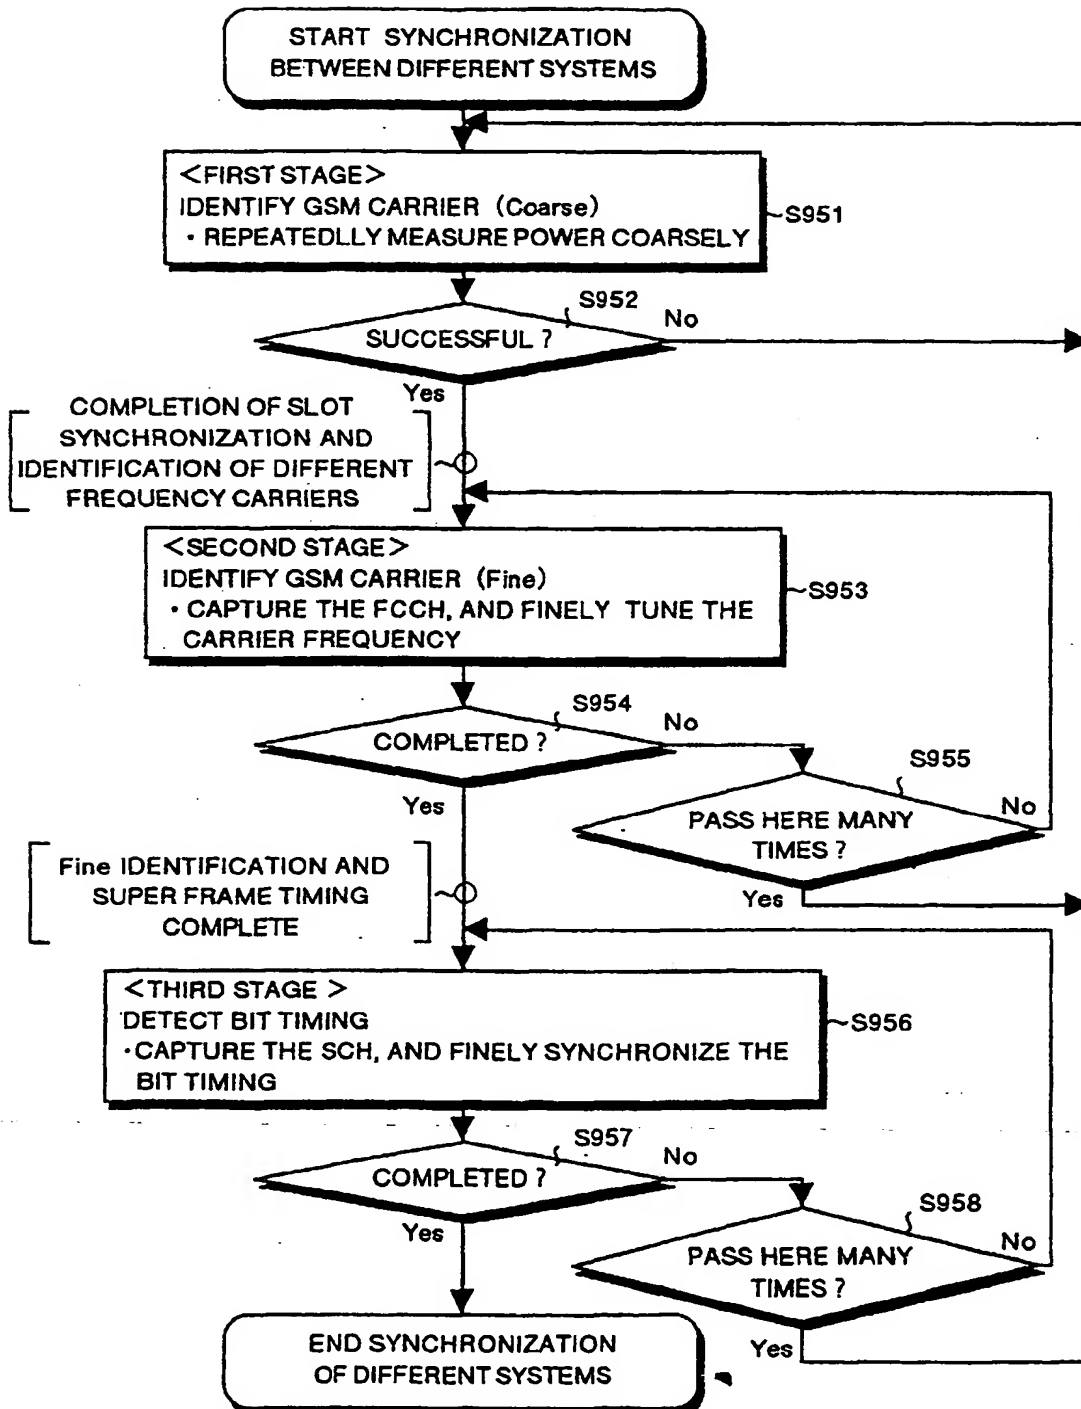 START SYNCHRONIZATION
BETWEEN DIFFERENT SYSTEMS
<FIRST STAGE>
IDENTIFY GSM CARRIER (Coarse)
・REPEATEDLLY MEASURE POWER COARSELY
S951
S952
SUCCESSFUL ?
No
Yes
COMPLETION OF SLOT
SYNCHRONIZATION AND
IDENTIFICATION OF DIFFERENT
FREQUENCY CARRIERS
<SECOND STAGE>
IDENTIFY GSM CARRIER (Fine)
・CAPTURE THE FCCH, AND FINELY TUNE THE
CARRIER FREQUENCY
S953
S954
COMPLETED ?
No
Yes
S955
PASS HERE MANY
TIMES ?
No
Yes
Fine IDENTIFICATION AND
SUPER FRAME TIMING
COMPLETE
<THIRD STAGE >
DETECT BIT TIMING
・CAPTURE THE SCH, AND FINELY SYNCHRONIZE THE
BIT TIMING
S956
S957
COMPLETED ?
No
Yes
S958
PASS HERE MANY
TIMES ?
No
Yes
END SYNCHRONIZATION
OF DIFFERENT SYSTEMS